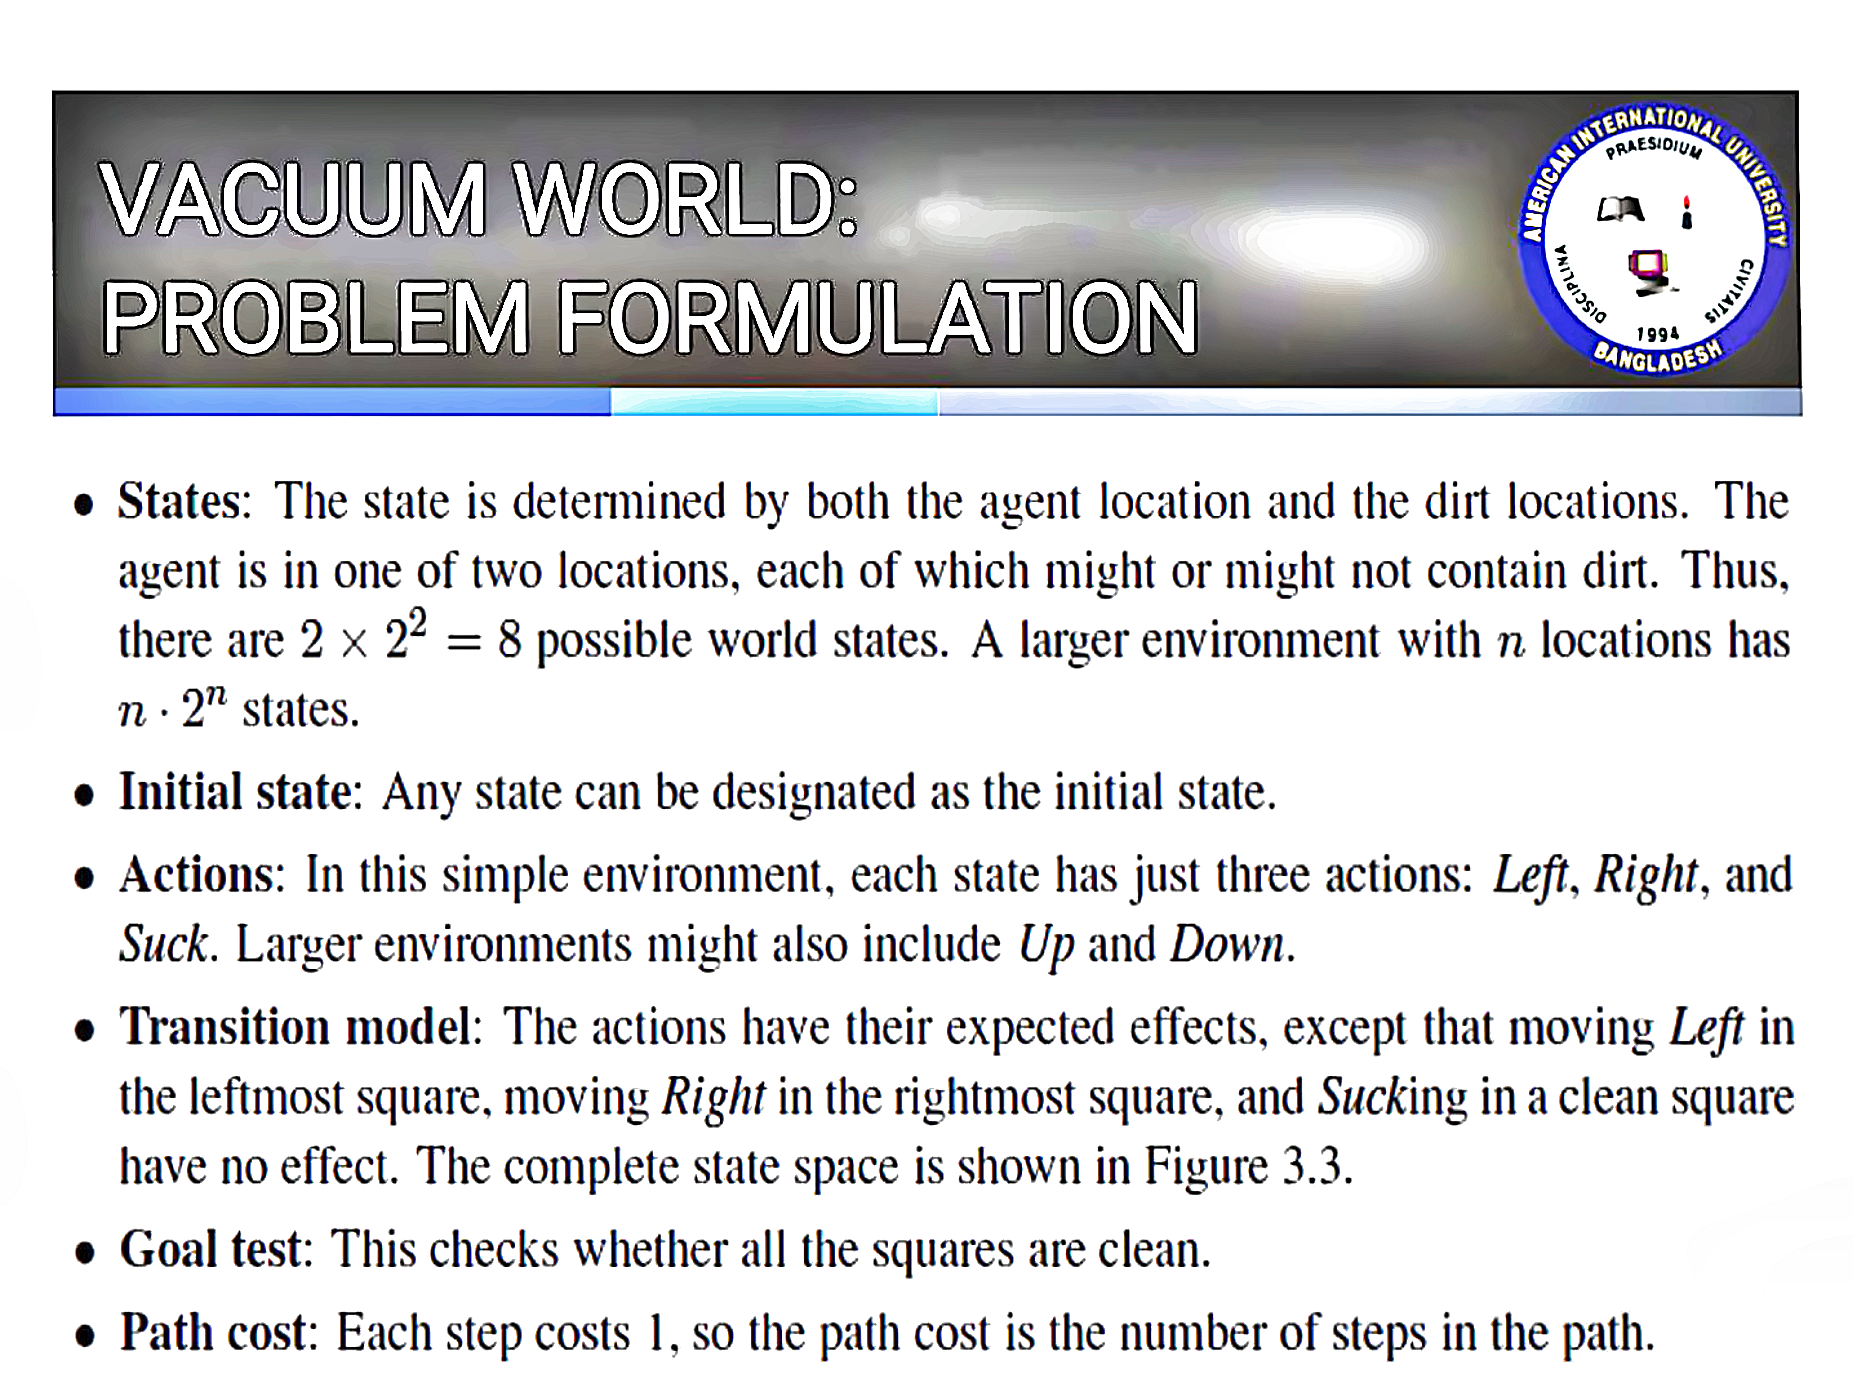 VACUUM WORLD:
PROBLEM FORMULATION
AMERICAN INTERNATIONAL UNIVERSITY
PRAESIDIUM
DISCIPLINA
CIVITATIS
1994
BANGLADESH
• States: The state is determined by both the agent location and the dirt locations. The
agent is in one of two locations, each of which might or might not contain dirt. Thus,
there are 2 × 2² = 8 possible world states. A larger environment with n locations has
n · 2ⁿ states.
• Initial state: Any state can be designated as the initial state.
• Actions: In this simple environment, each state has just three actions: Left, Right, and
Suck. Larger environments might also include Up and Down.
• Transition model: The actions have their expected effects, except that moving Left in
the leftmost square, moving Right in the rightmost square, and Sucking in a clean square
have no effect. The complete state space is shown in Figure 3.3.
• Goal test: This checks whether all the squares are clean.
• Path cost: Each step costs 1, so the path cost is the number of steps in the path.